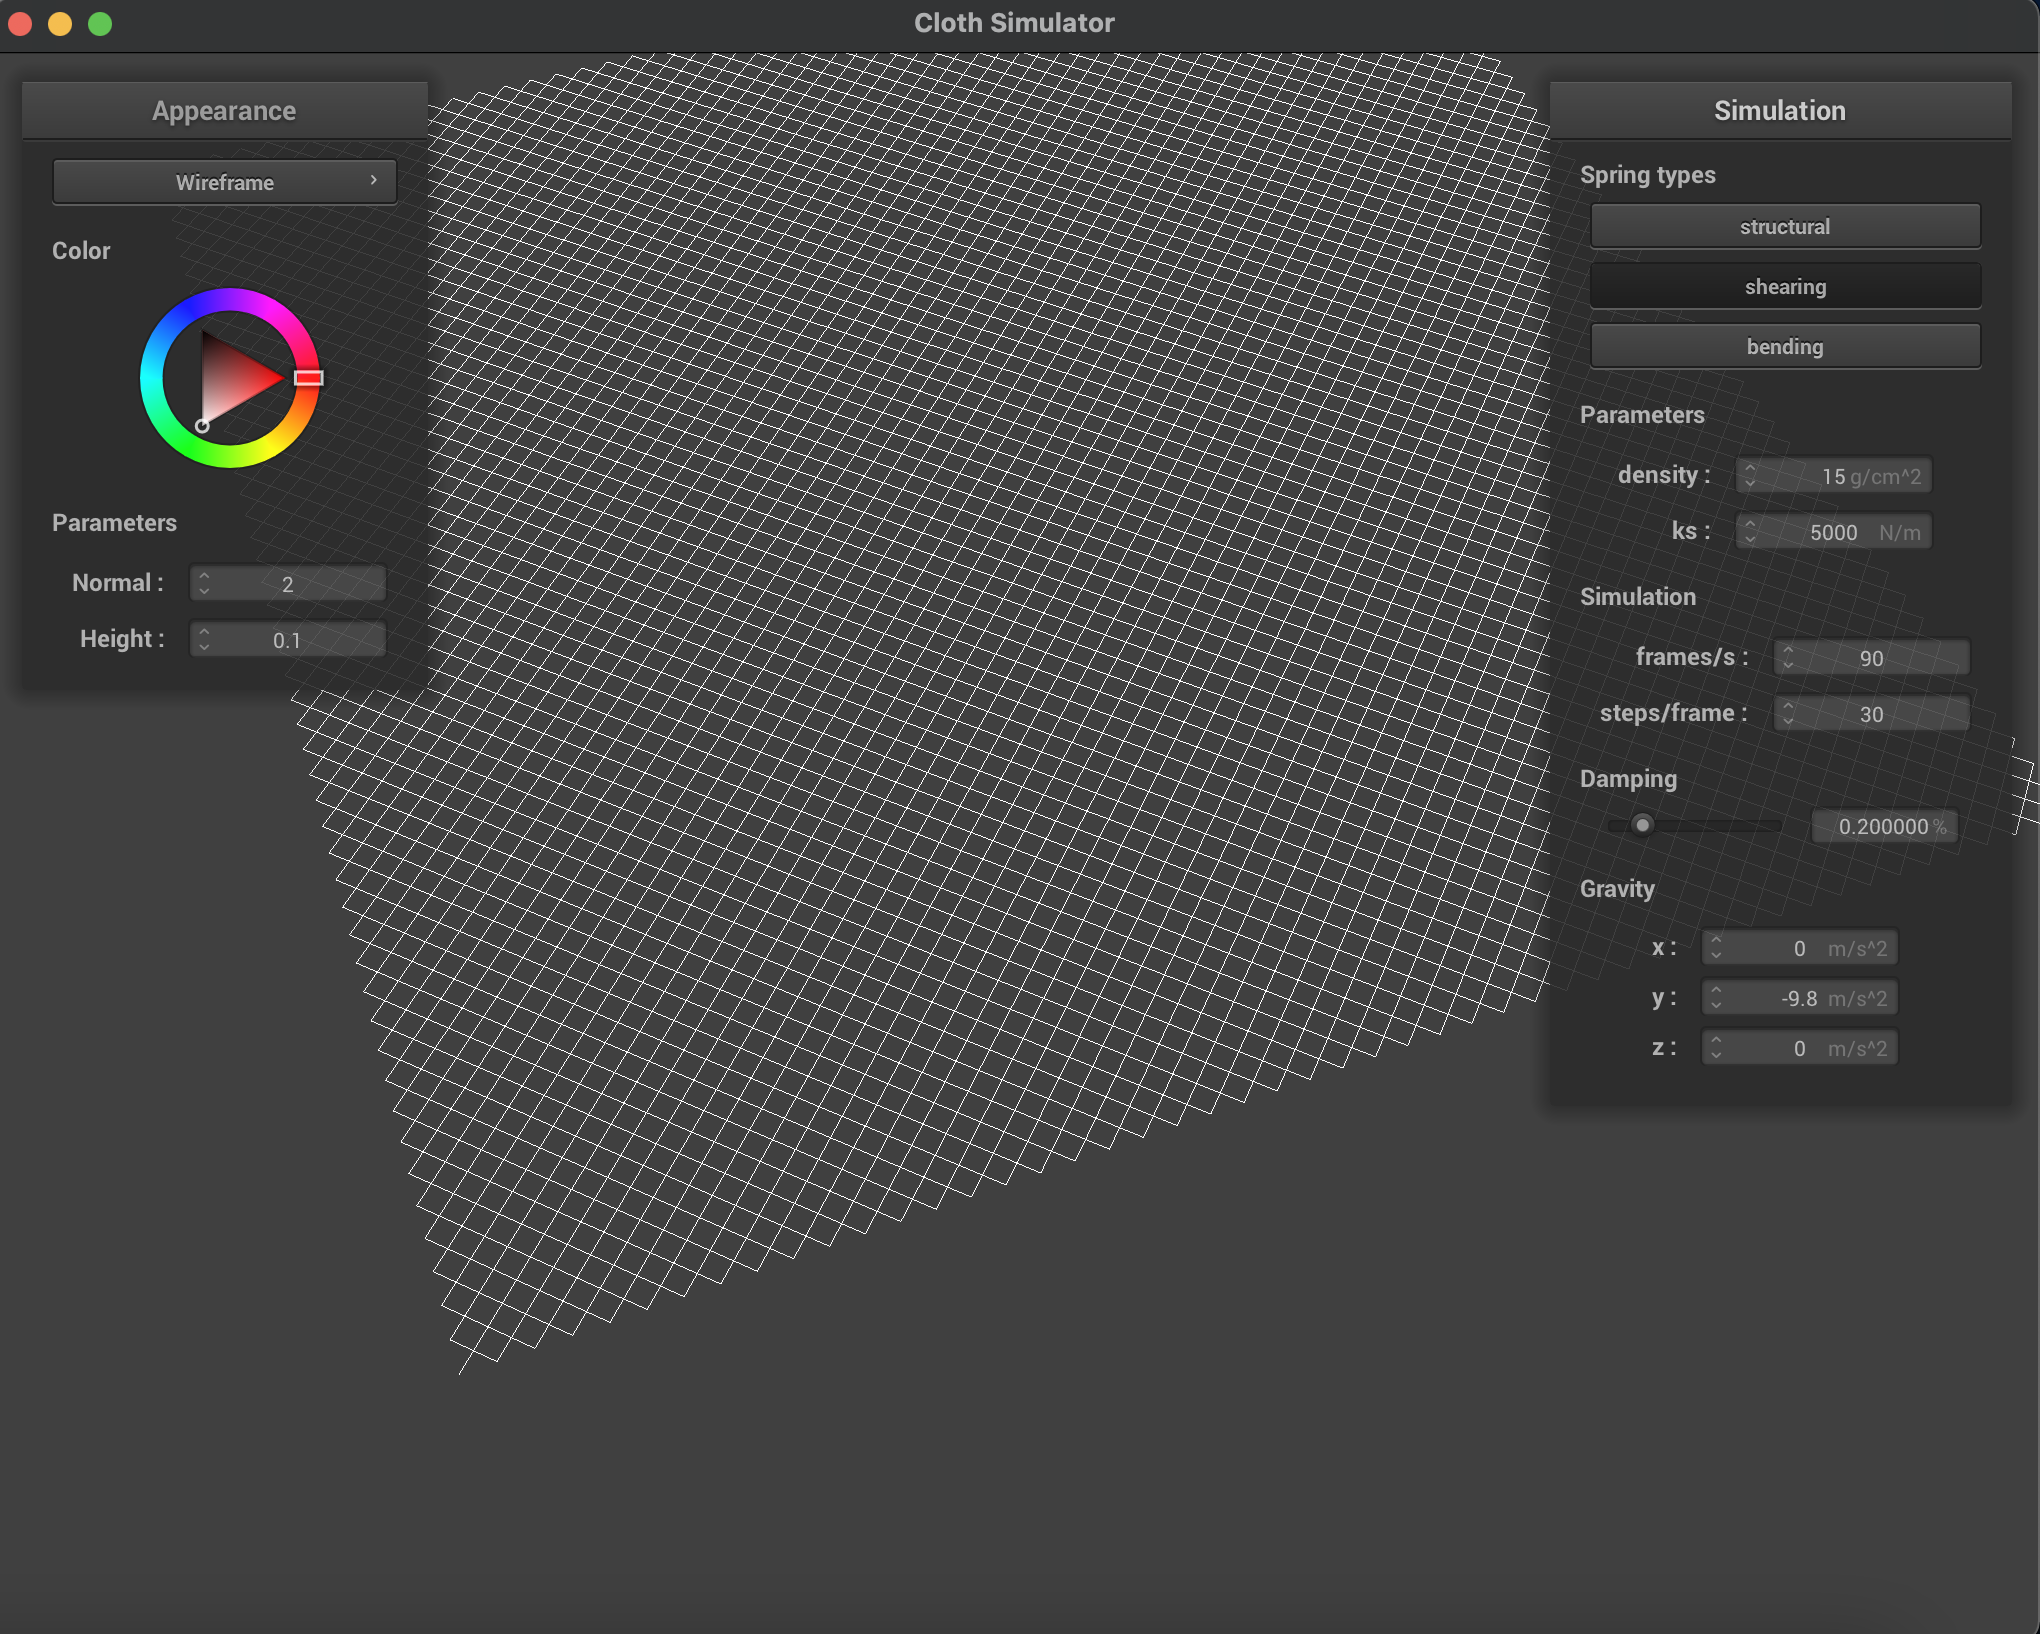 Cloth Simulator
Appearance
Wireframe
Color
Parameters
Normal : 2
Height : 0.1
Simulation
Spring types
structural
shearing
bending
Parameters
density : 15 g/cm^2
ks : 5000 N/m
Simulation
frames/s : 90
steps/frame : 30
Damping
0.200000 %
Gravity
x : 0 m/s^2
y : -9.8 m/s^2
z : 0 m/s^2